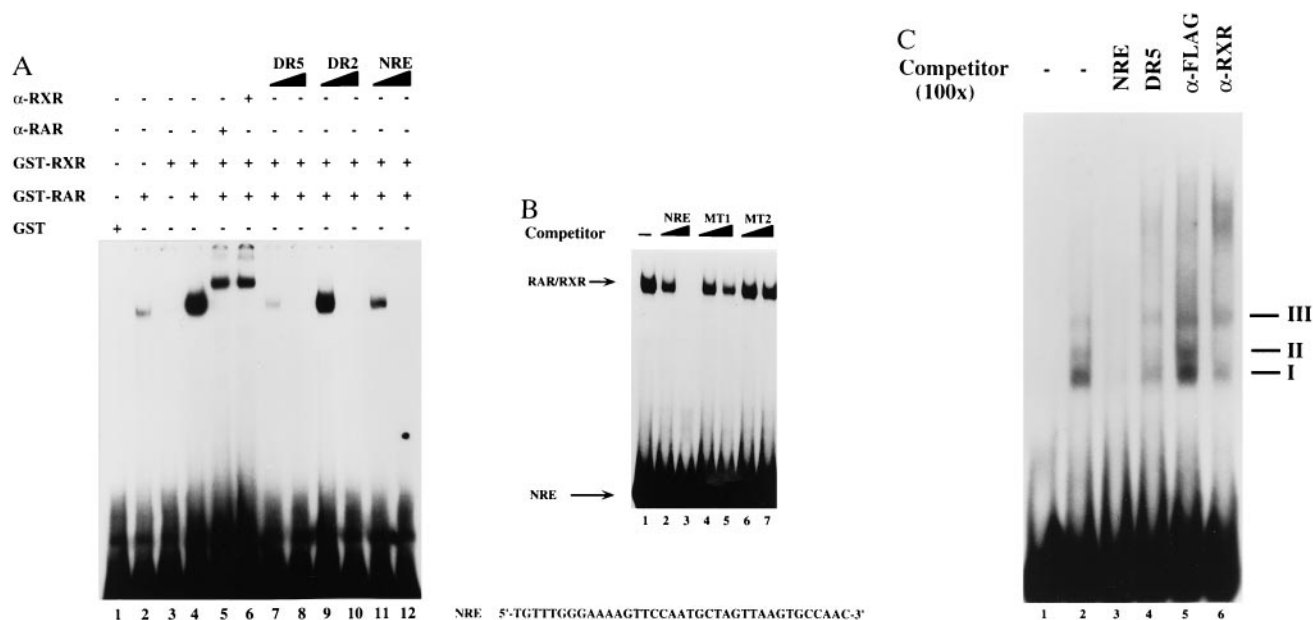 A
DR5 DR2 NRE
α-RXR - - - - - + - - - - - -
α-RAR - - - - + - - - - - - -
GST-RXR - - + + + + + + + + + +
GST-RAR - + - + + + + + + + + +
GST + - - - - - - - - - - -
1 2 3 4 5 6 7 8 9 10 11 12
B
NRE MT1 MT2
Competitor –
RAR/RXR
NRE
1 2 3 4 5 6 7
NRE 5'-TGTTTGGGAAAAGTTCCAATGCTAGTTAAGTGCCAAC-3'
C
Competitor
(100x)
- - NRE DR5 α-FLAG α-RXR
III
II
I
1 2 3 4 5 6